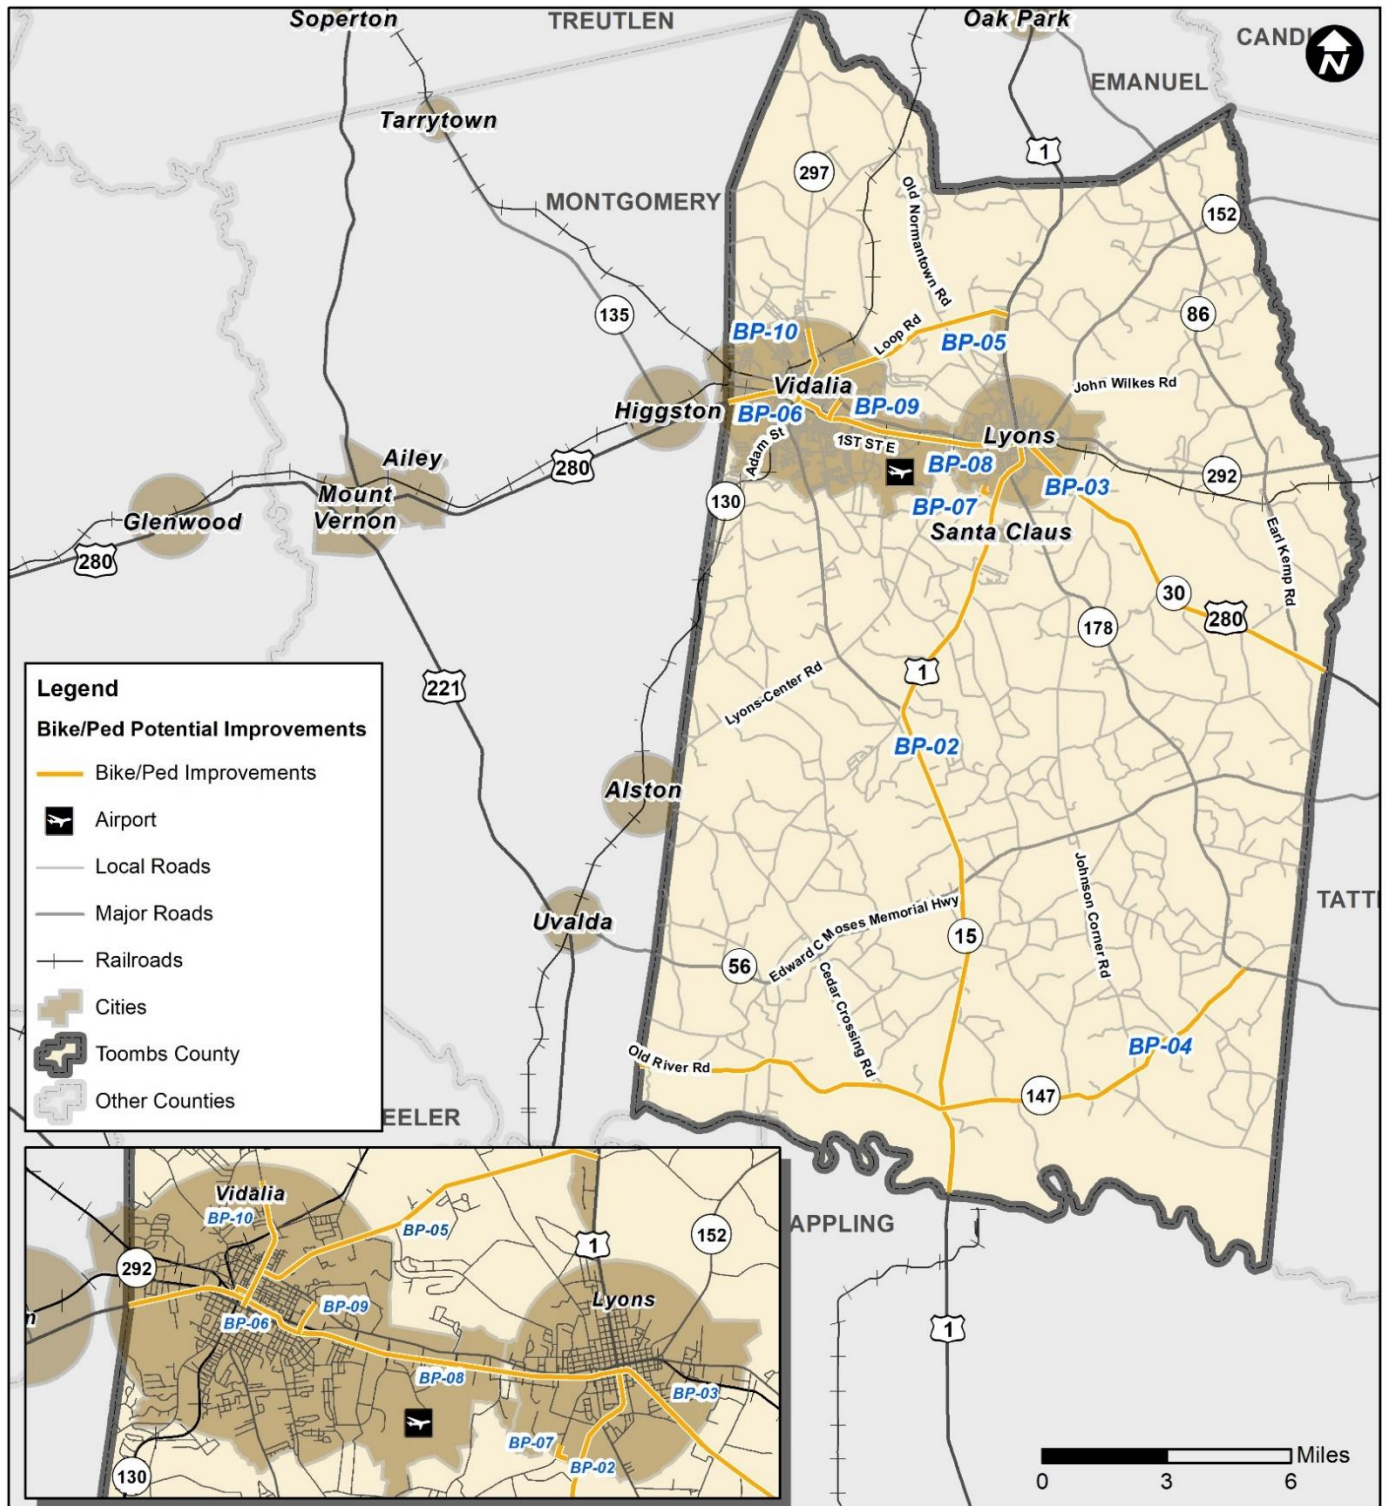 Soperton
TREUTLEN
Oak Park
CANDL
N
EMANUEL
Tarrytown
1
297
MONTGOMERY
Old Normantown Rd
152
135
86
BP-10
Loop Rd
BP-05
Vidalia
John Wilkes Rd
Higgston
BP-06
BP-09
Lyons
Ailey
280
Adam St
1ST ST E
BP-08
292
BP-03
Mount
Vernon
130
BP-07
Glenwood
Santa Claus
Earl Kemp Rd
280
30
280
178
1
221
Lyons-Center Rd
BP-02
Alston
Johnson Corner Rd
TATT
Uvalda
Edward C Moses Memorial Hwy
15
56
Cedar Crossing Rd
Old River Rd
BP-04
147
EELER
APPLING
1
Legend
Bike/Ped Potential Improvements
Bike/Ped Improvements
Airport
Local Roads
Major Roads
Railroads
Cities
Toombs County
Other Counties
Vidalia
BP-10
BP-05
1
152
292
Lyons
n
BP-09
BP-06
BP-08
BP-03
BP-07
BP-02
130
Miles
0 3 6